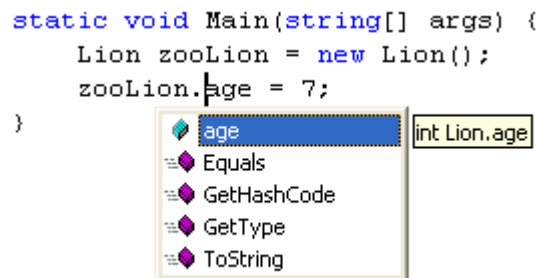 static void Main(string[] args) {
Lion zooLion = new Lion();
zooLion.age = 7;
}
age
int Lion.age
Equals
GetHashCode
GetType
ToString